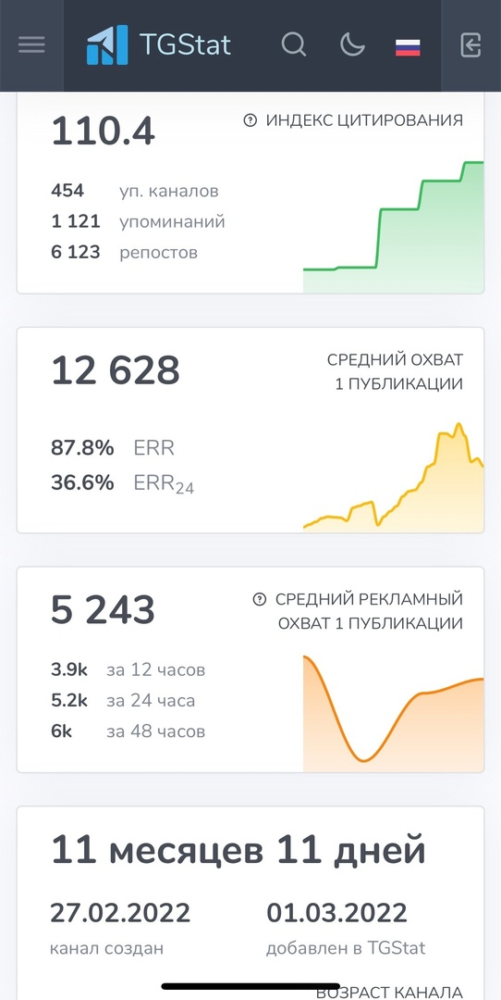 TGStat
110.4
ИНДЕКС ЦИТИРОВАНИЯ
454 уп. каналов
1 121 упоминаний
6 123 репостов
12 628
СРЕДНИЙ ОХВАТ
1 ПУБЛИКАЦИИ
87.8% ERR
36.6% ERR24
5 243
СРЕДНИЙ РЕКЛАМНЫЙ
ОХВАТ 1 ПУБЛИКАЦИИ
3.9k за 12 часов
5.2k за 24 часа
6k за 48 часов
11 месяцев 11 дней
27.02.2022 01.03.2022
канал создан добавлен в TGStat
ВОЗРАСТ КАНАЛА